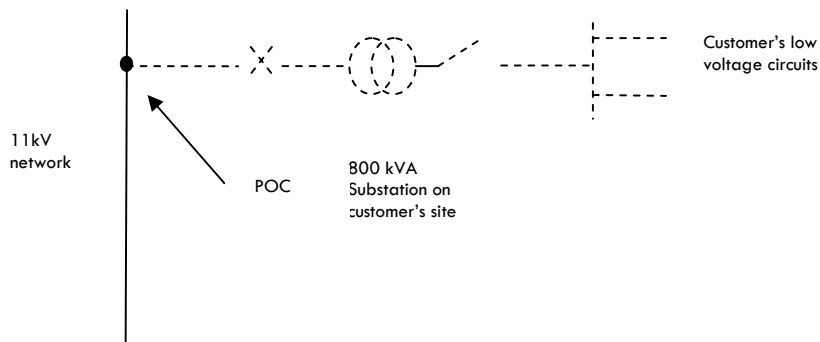 Customer's low
voltage circuits
11kV
network
POC
800 kVA
Substation on
customer's site